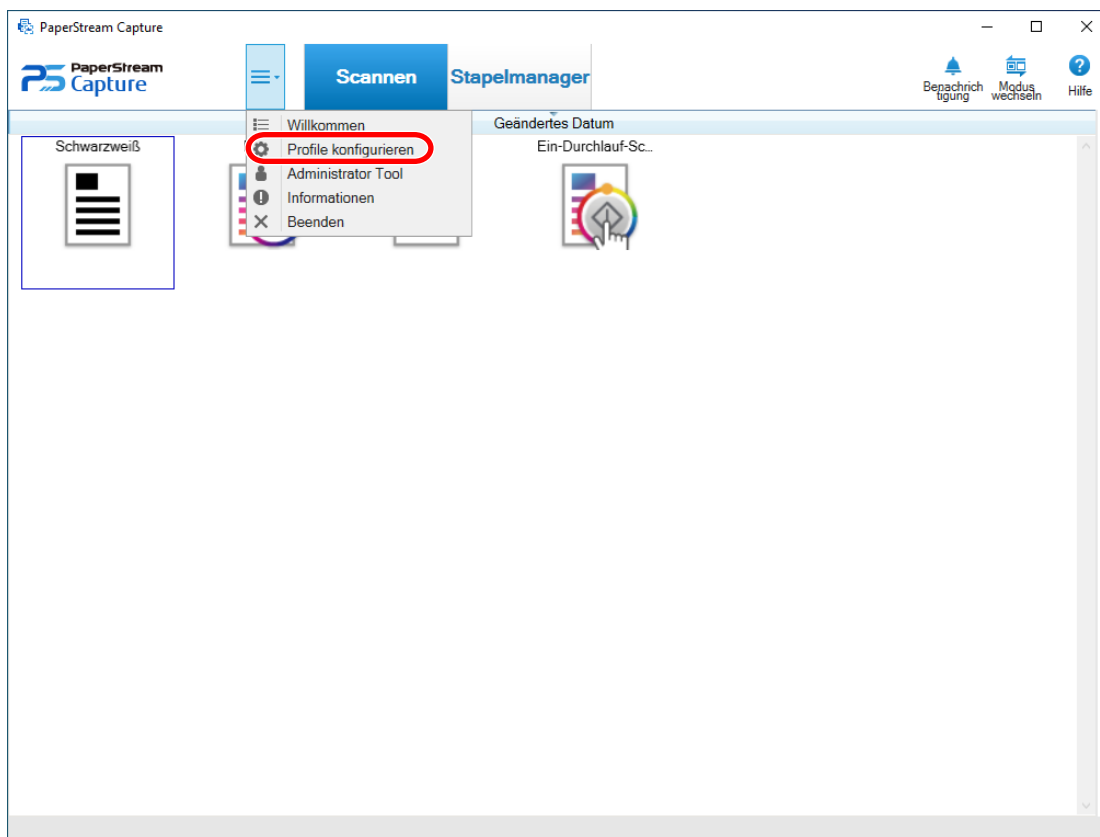 PaperStream Capture
PaperStream
Capture
Scannen
Stapelmanager
Benachrich
tigung
Modus
wechseln
Hilfe
Geändertes Datum
Willkommen
Profile konfigurieren
Administrator Tool
Informationen
Beenden
Schwarzweiß
Ein-Durchlauf-Sc...